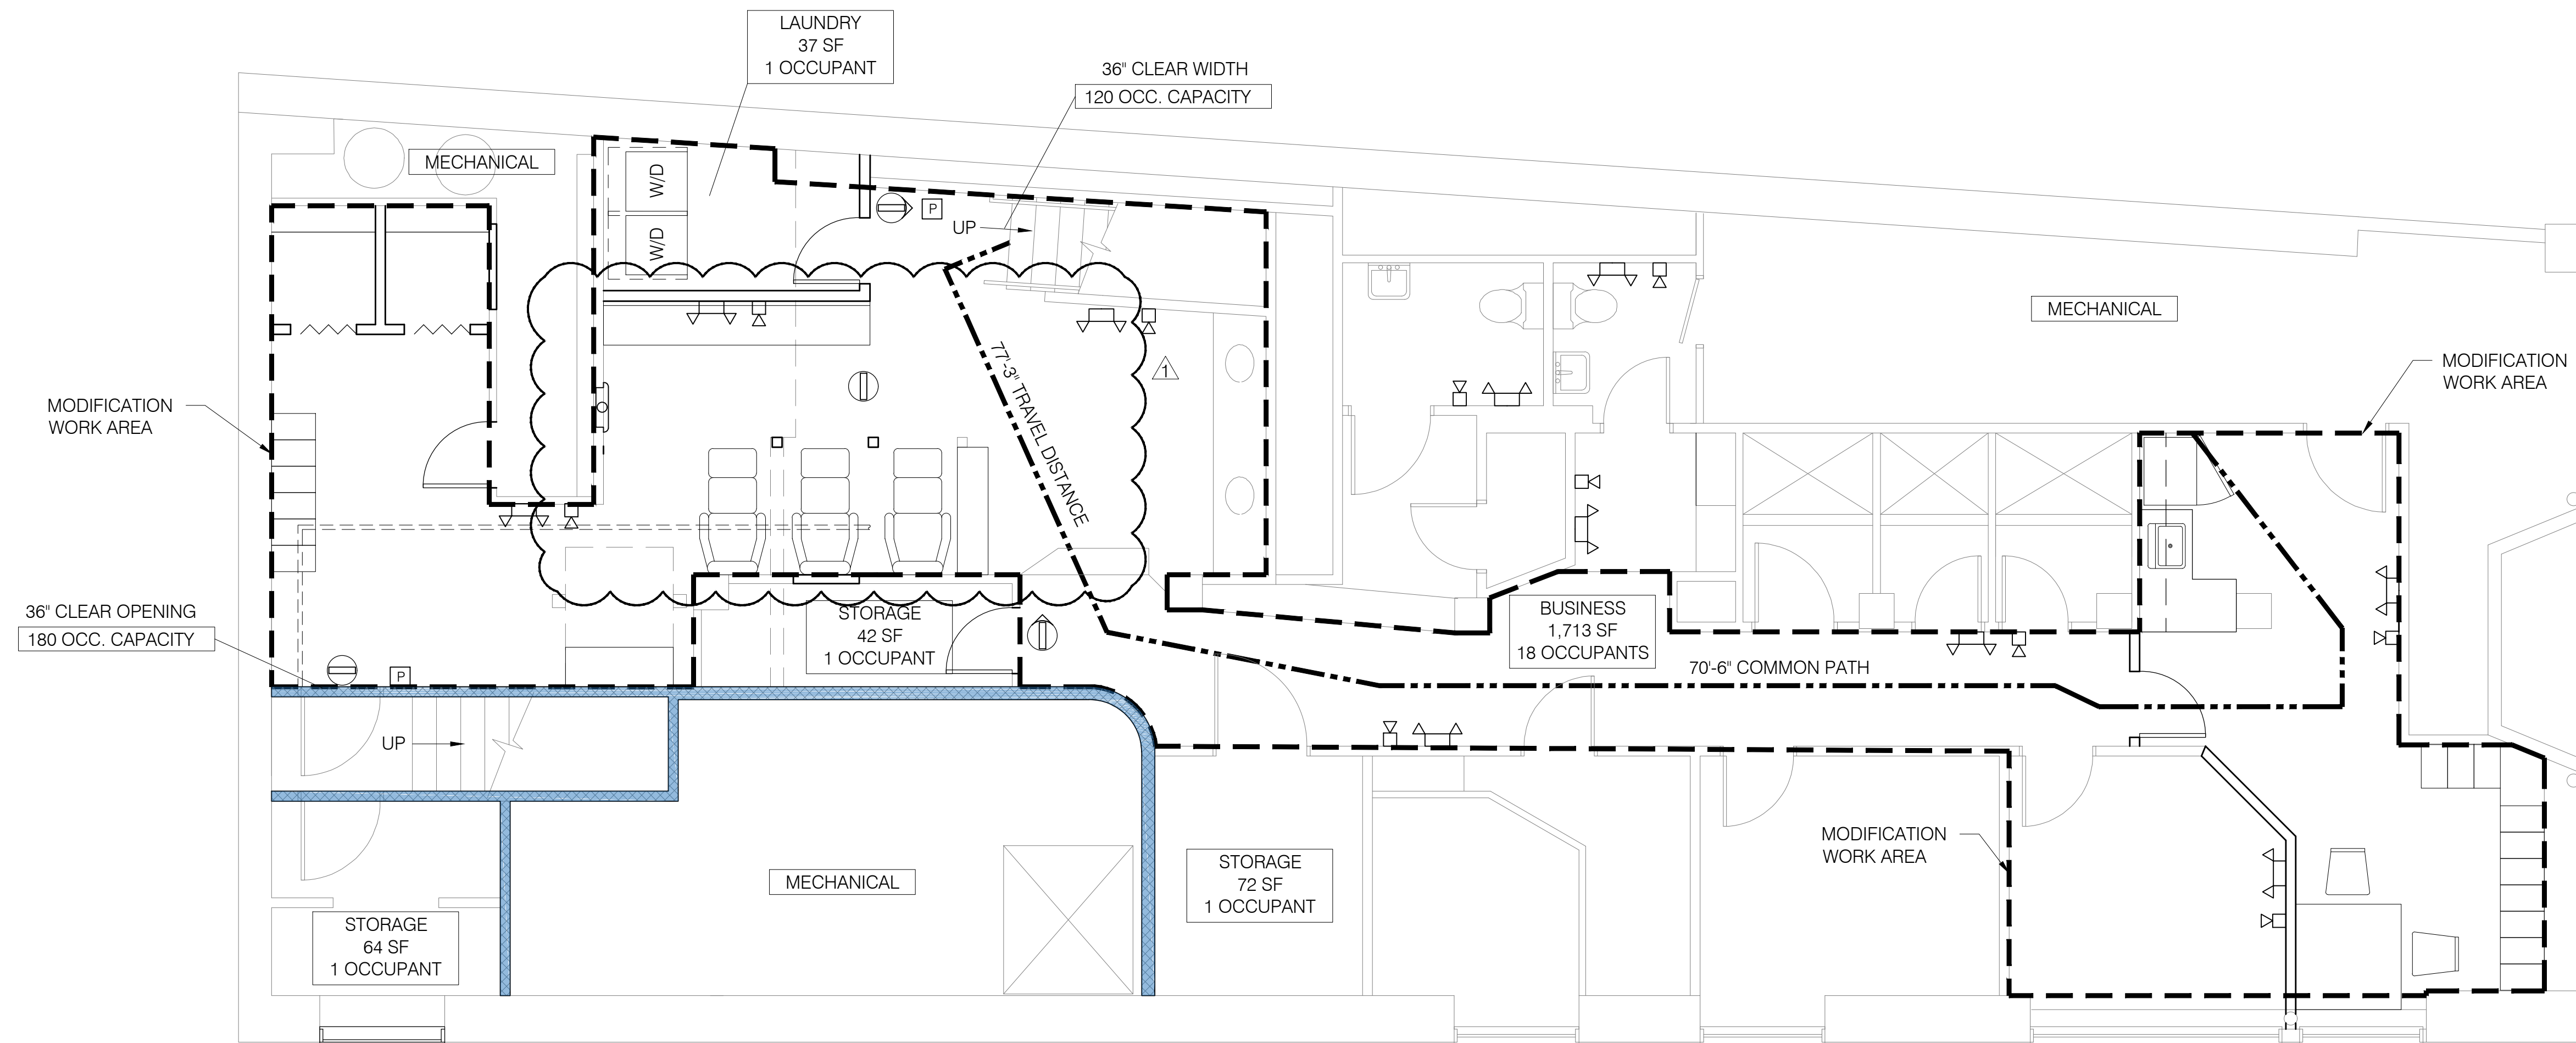 LAUNDRY
37 SF
1 OCCUPANT
36" CLEAR WIDTH
120 OCC. CAPACITY
MECHANICAL
W/D
W/D
P
UP
MECHANICAL
77'-3" TRAVEL DISTANCE
1
MODIFICATION
WORK AREA
MODIFICATION
WORK AREA
36" CLEAR OPENING
180 OCC. CAPACITY
STORAGE
42 SF
1 OCCUPANT
BUSINESS
1,713 SF
18 OCCUPANTS
70'-6" COMMON PATH
P
UP
MECHANICAL
STORAGE
72 SF
1 OCCUPANT
MODIFICATION
WORK AREA
STORAGE
64 SF
1 OCCUPANT